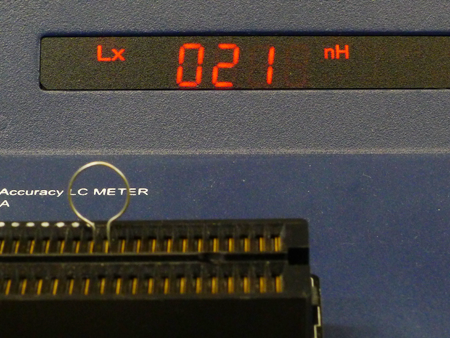 Lx 021 nH
Accuracy LC METER
A